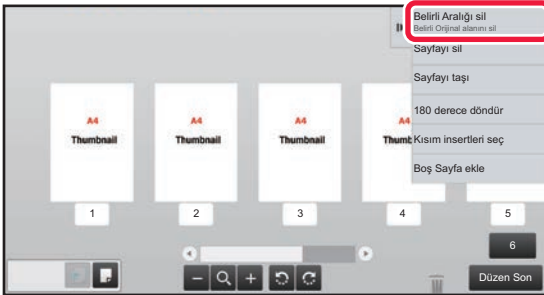 Belirli Aralığı sil
Belirli Orijinal alanını sil
Sayfayı sil
Sayfayı taşı
180 derece döndür
Kısım insertleri seç
Boş Sayfa ekle
A4
Thumbnail
A4
Thumbnail
A4
Thumbnail
A4
Thumb
1
2
3
4
5
6
Düzen Son